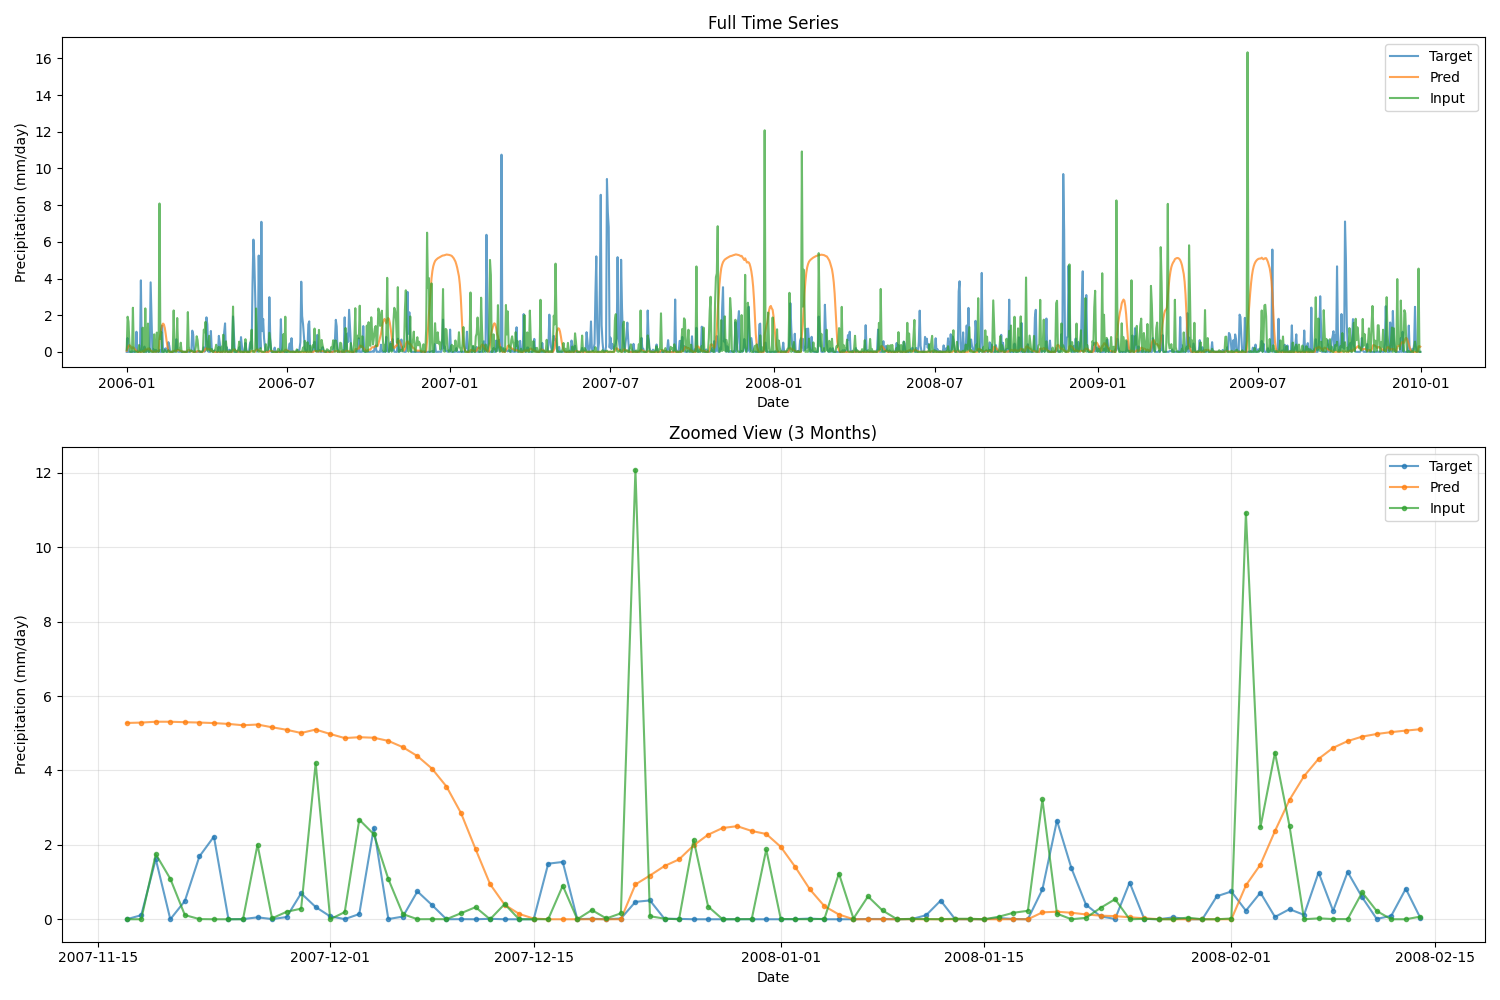 Full Time Series
Precipitation (mm/day)
16
14
12
10
8
6
4
2
0
Target
Pred
Input
2006-01
2006-07
2007-01
2007-07
2008-01
2008-07
2009-01
2009-07
2010-01
Date
Zoomed View (3 Months)
Precipitation (mm/day)
12
10
8
6
4
2
0
Target
Pred
Input
2007-11-15
2007-12-01
2007-12-15
2008-01-01
2008-01-15
2008-02-01
2008-02-15
Date